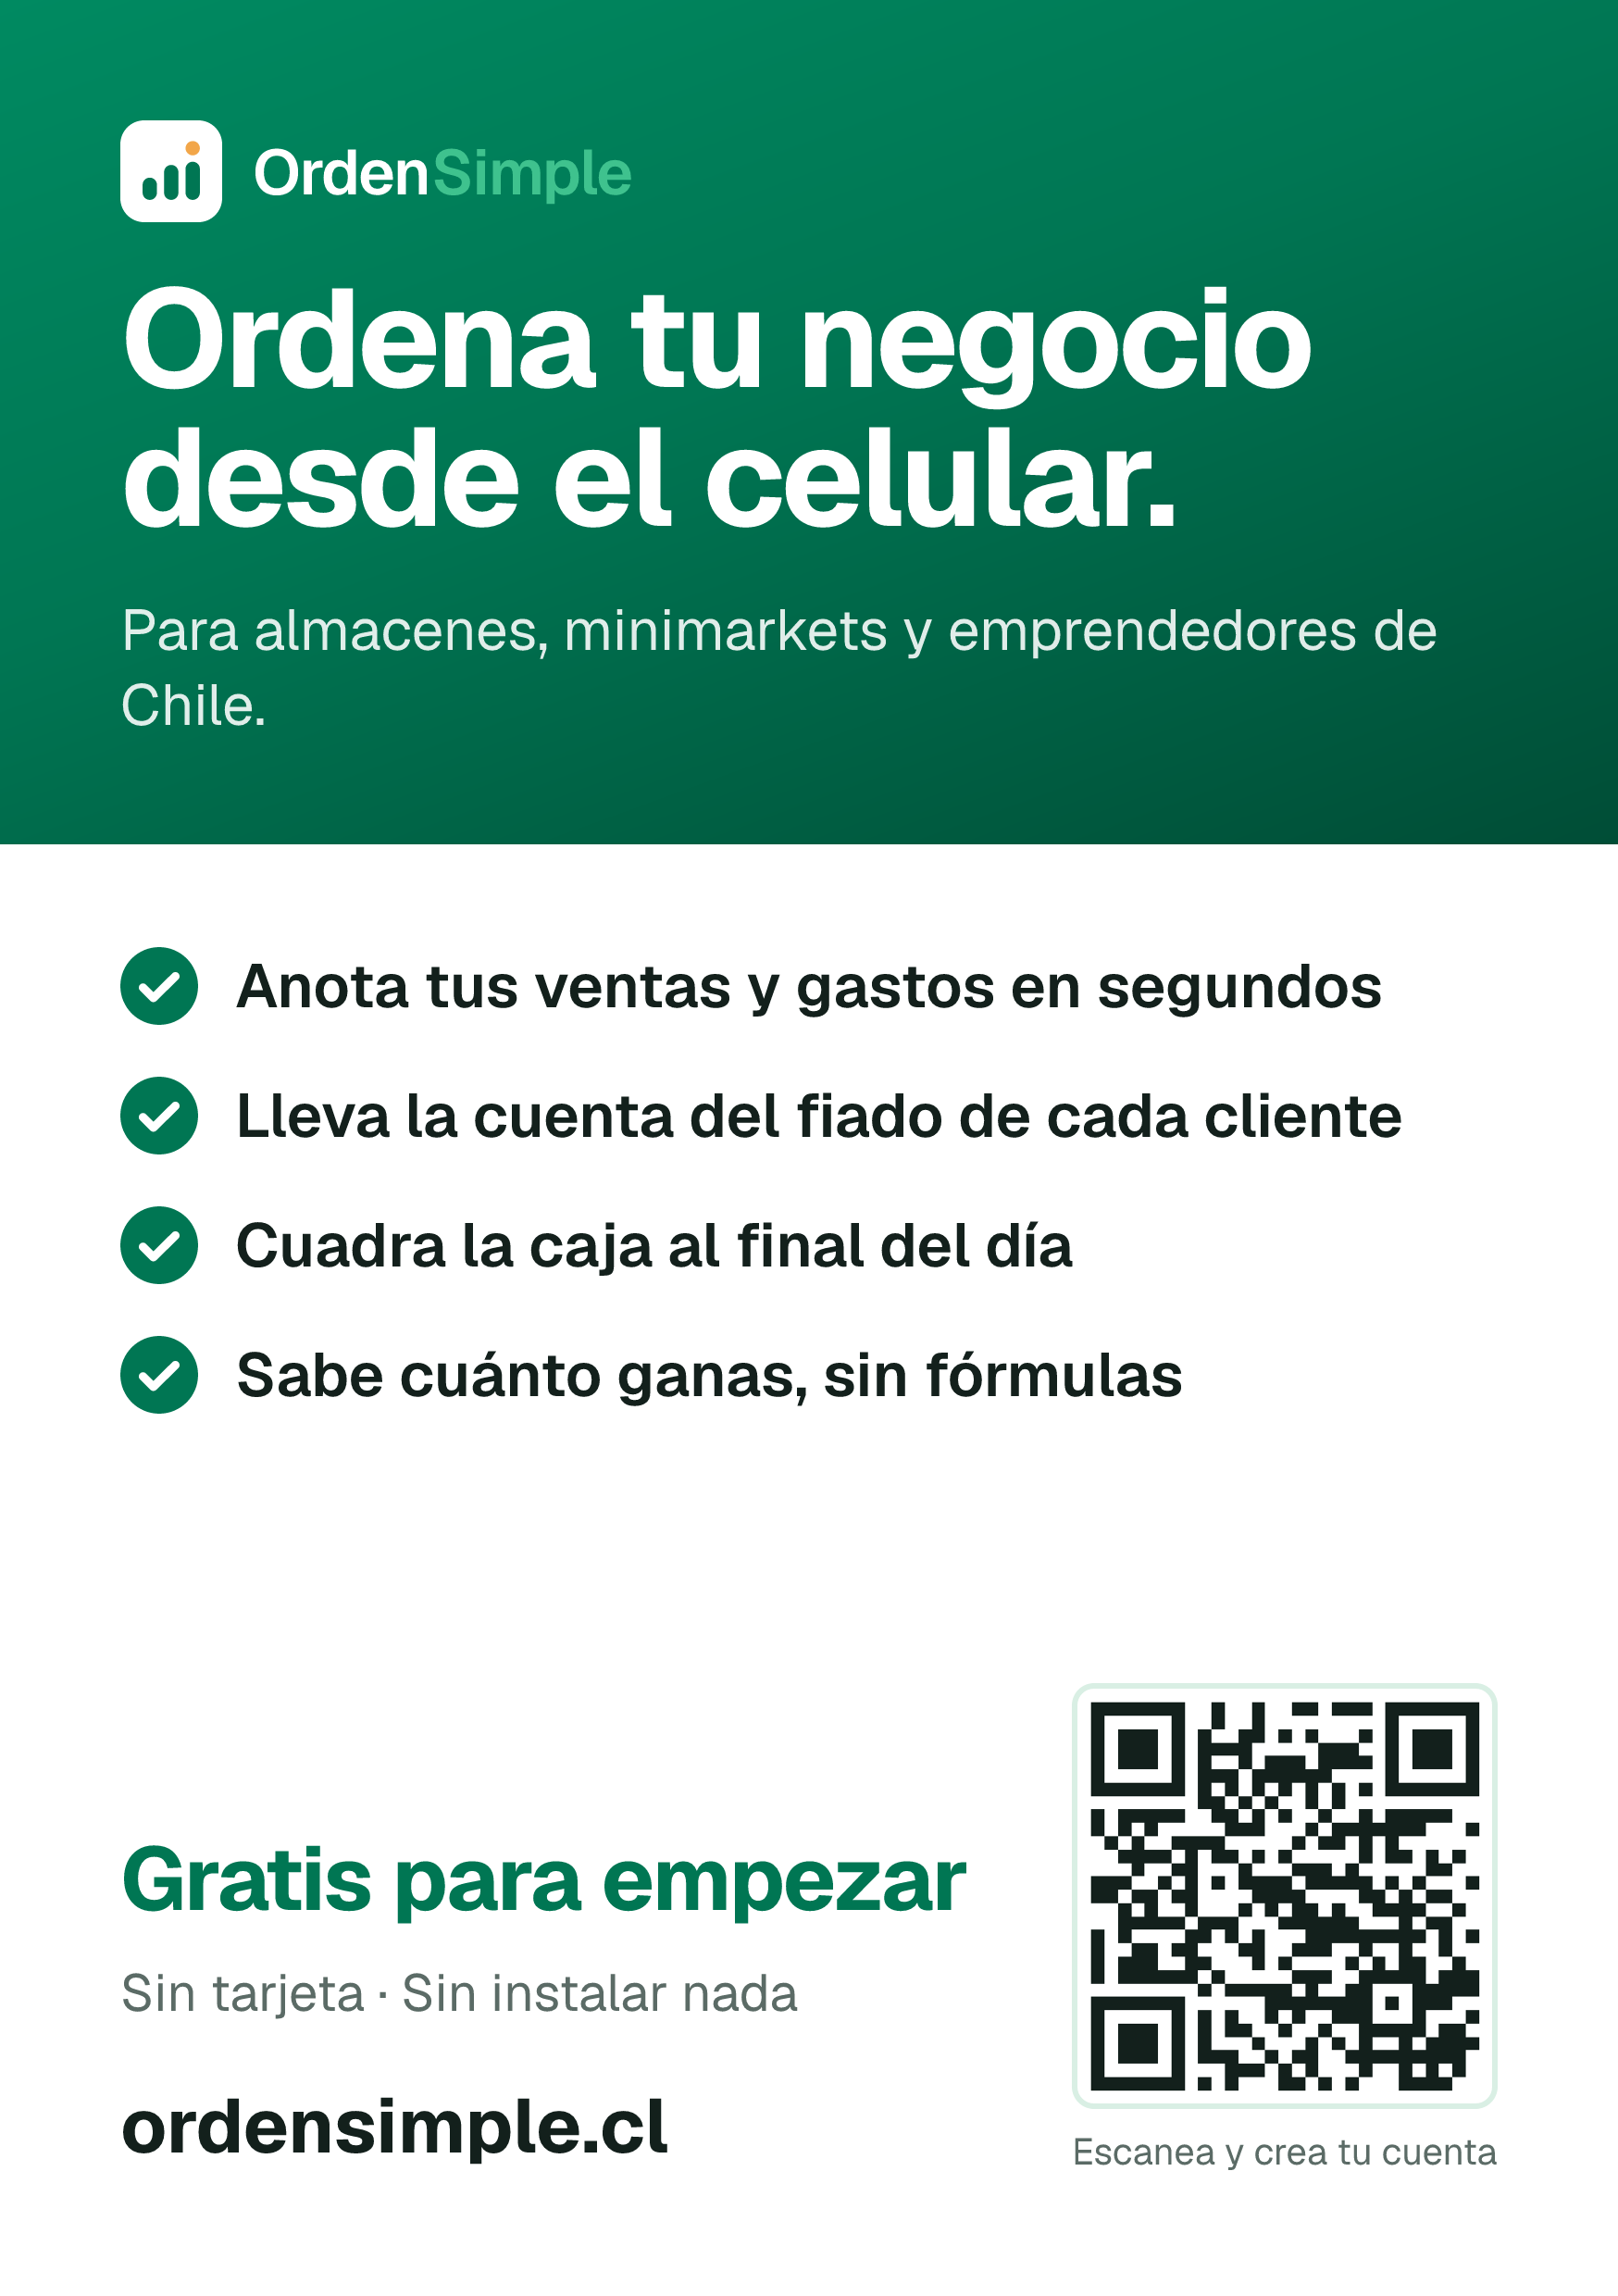 OrdenSimple
Ordena tu negocio
desde el celular.
Para almacenes, minimarkets y emprendedores de
Chile.
Anota tus ventas y gastos en segundos
Lleva la cuenta del fiado de cada cliente
Cuadra la caja al final del día
Sabe cuánto ganas, sin fórmulas
Gratis para empezar
Sin tarjeta · Sin instalar nada
ordensimple.cl
Escanea y crea tu cuenta